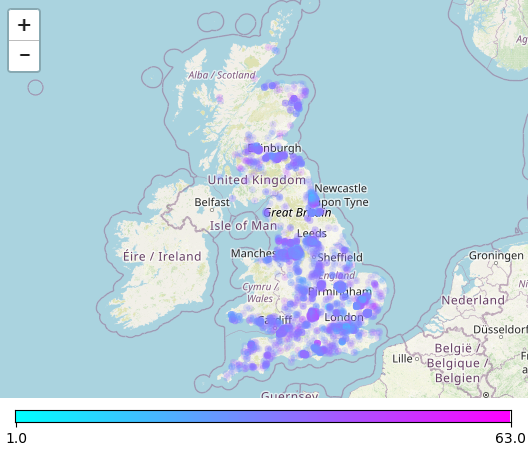 +
−
Alba / Scotland
Edinburgh
United Kingdom
Newcastle
upon Tyne
Belfast
Great Britain
Isle of Man
Leeds
Éire / Ireland
Manches
Sheffield
England
Groningen
Cymru /
Wales
Birmingham
Nederland
Cardiff
London
Düsseldorf
Lille
België /
Belgique /
Belgien
Guernsey
1.0
63.0